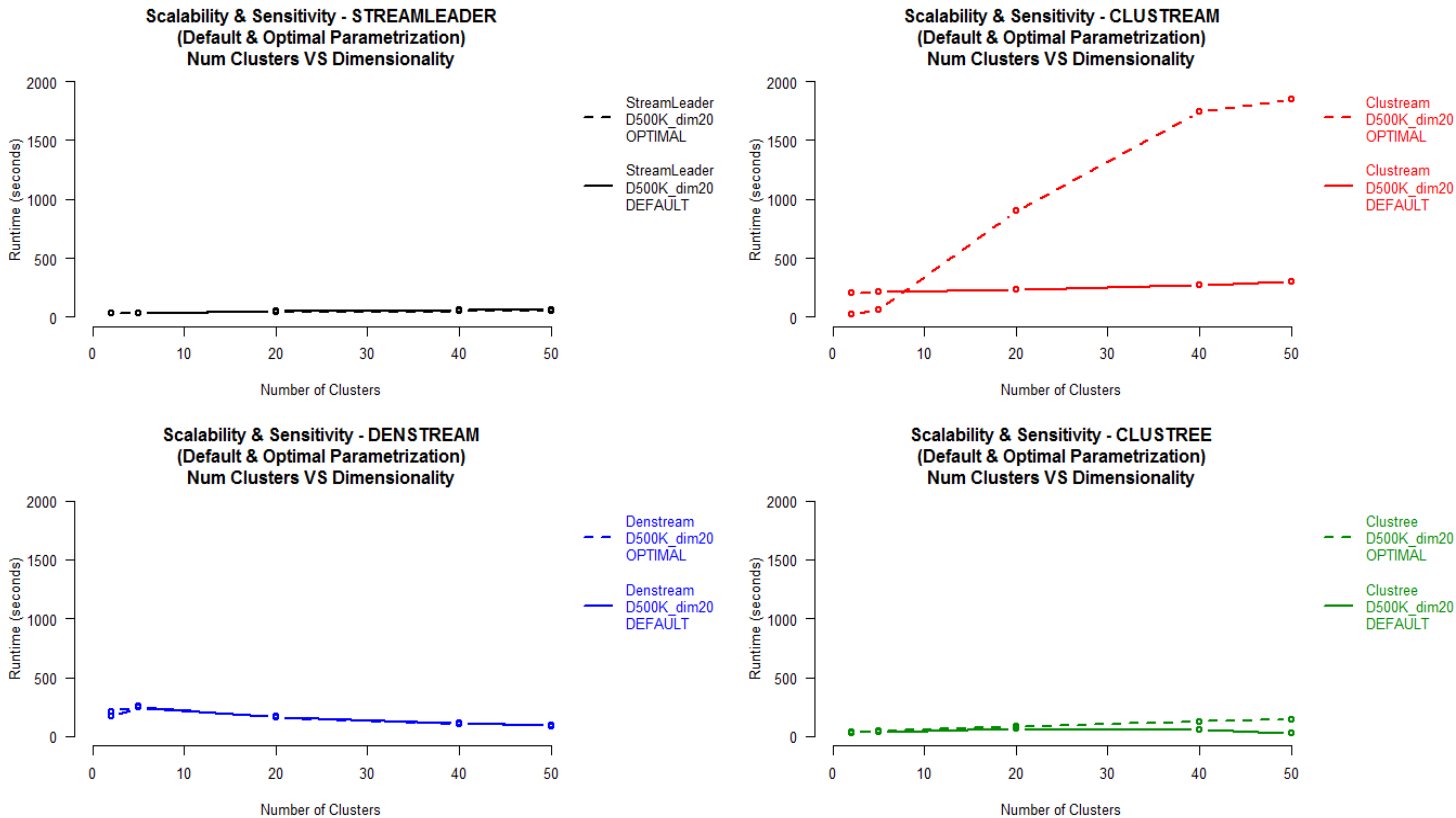 Scalability & Sensitivity - STREAMLEADER
(Default & Optimal Parametrization)
Num Clusters VS Dimensionality
2000
1500
1000
500
0
Runtime (seconds)
0 10 20 30 40 50
Number of Clusters
StreamLeader
D500K_dim20
OPTIMAL
StreamLeader
D500K_dim20
DEFAULT
Scalability & Sensitivity - CLUSTREAM
(Default & Optimal Parametrization)
Num Clusters VS Dimensionality
2000
1500
1000
500
0
Runtime (seconds)
0 10 20 30 40 50
Number of Clusters
Clustream
D500K_dim20
OPTIMAL
Clustream
D500K_dim20
DEFAULT
Scalability & Sensitivity - DENSTREAM
(Default & Optimal Parametrization)
Num Clusters VS Dimensionality
2000
1500
1000
500
0
Runtime (seconds)
0 10 20 30 40 50
Number of Clusters
Denstream
D500K_dim20
OPTIMAL
Denstream
D500K_dim20
DEFAULT
Scalability & Sensitivity - CLUSTREE
(Default & Optimal Parametrization)
Num Clusters VS Dimensionality
2000
1500
1000
500
0
Runtime (seconds)
0 10 20 30 40 50
Number of Clusters
Clustree
D500K_dim20
OPTIMAL
Clustree
D500K_dim20
DEFAULT